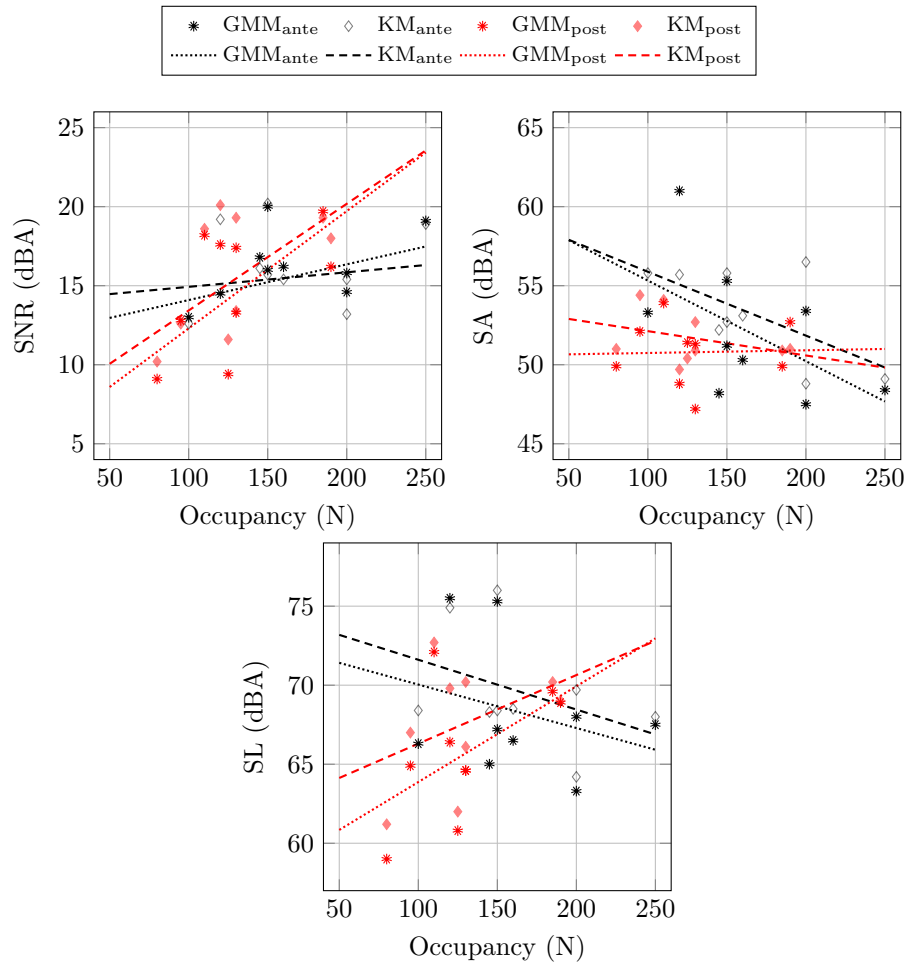 GMMante KMante GMMpost KMpost
GMMante KMante GMMpost KMpost
25
20
15
10
5
SNR (dBA)
50 100 150 200 250
Occupancy (N)
65
60
55
50
45
SA (dBA)
50 100 150 200 250
Occupancy (N)
75
70
65
60
SL (dBA)
50 100 150 200 250
Occupancy (N)